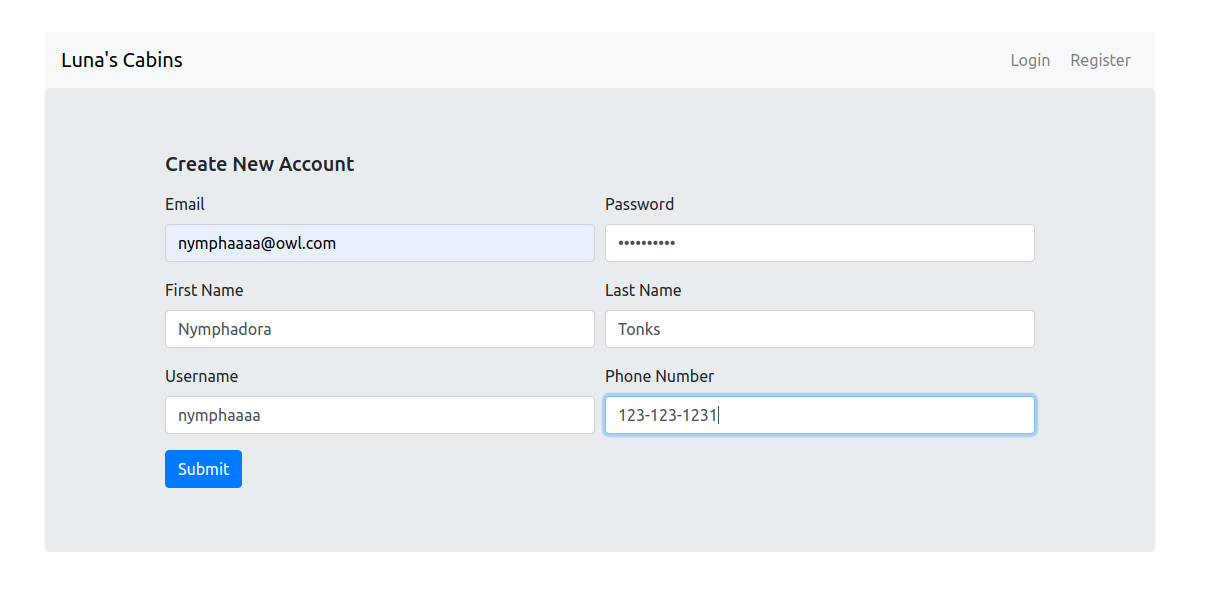 Luna's Cabins Login Register
Create New Account
Email Password
nymphaaaa@owl.com ••••••••••
First Name Last Name
Nymphadora Tonks
Username Phone Number
nymphaaaa 123-123-1231
Submit